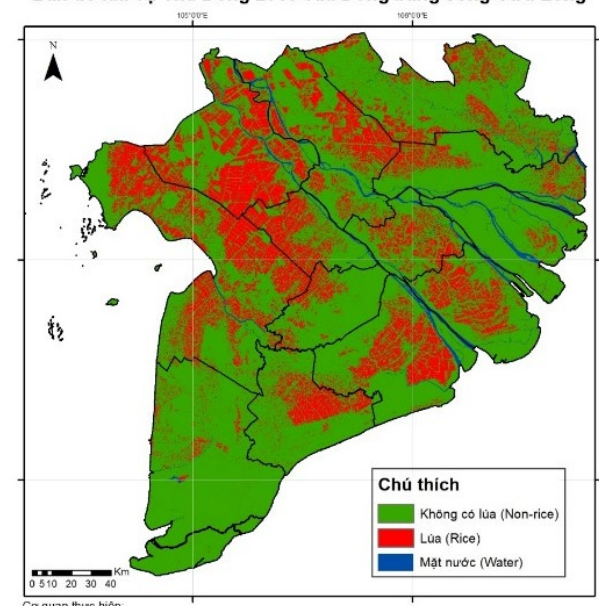 105°0'0"E 106°0'0"E
N
Chú thích
Không có lúa (Non-rice)
Lúa (Rice)
Mặt nước (Water)
Km
0 5 10 20 30 40
Cơ quan thực hiện: